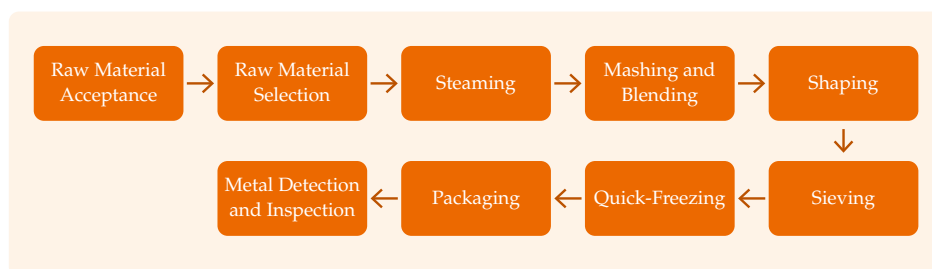 Raw Material
Acceptance
Raw Material
Selection
Steaming
Mashing and
Blending
Shaping
Sieving
Quick-Freezing
Packaging
Metal Detection
and Inspection